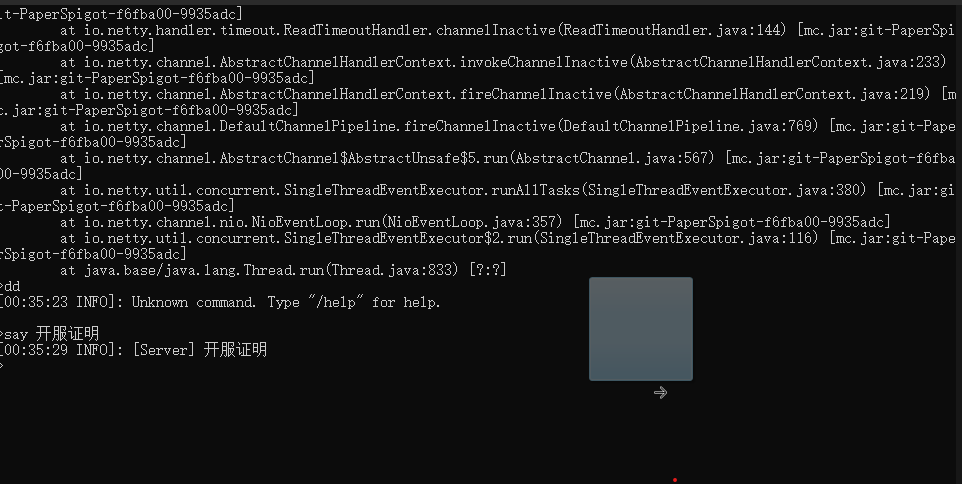 it-PaperSpigot-f6fba00-9935adc]
at io.netty.handler.timeout.ReadTimeoutHandler.channelInactive(ReadTimeoutHandler.java:144) [mc.jar:git-PaperSpi
got-f6fba00-9935adc]
at io.netty.channel.AbstractChannelHandlerContext.invokeChannelInactive(AbstractChannelHandlerContext.java:233)
[mc.jar:git-PaperSpigot-f6fba00-9935adc]
at io.netty.channel.AbstractChannelHandlerContext.fireChannelInactive(AbstractChannelHandlerContext.java:219) [m
c.jar:git-PaperSpigot-f6fba00-9935adc]
at io.netty.channel.DefaultChannelPipeline.fireChannelInactive(DefaultChannelPipeline.java:769) [mc.jar:git-Pape
rSpigot-f6fba00-9935adc]
at io.netty.channel.AbstractChannel$AbstractUnsafe$5.run(AbstractChannel.java:567) [mc.jar:git-PaperSpigot-f6fba
00-9935adc]
at io.netty.util.concurrent.SingleThreadEventExecutor.runAllTasks(SingleThreadEventExecutor.java:380) [mc.jar:gi
t-PaperSpigot-f6fba00-9935adc]
at io.netty.channel.nio.NioEventLoop.run(NioEventLoop.java:357) [mc.jar:git-PaperSpigot-f6fba00-9935adc]
at io.netty.util.concurrent.SingleThreadEventExecutor$2.run(SingleThreadEventExecutor.java:116) [mc.jar:git-Pape
rSpigot-f6fba00-9935adc]
at java.base/java.lang.Thread.run(Thread.java:833) [?:?]
>dd
[00:35:23 INFO]: Unknown command. Type "/help" for help.
>say 开服证明
[00:35:29 INFO]: [Server] 开服证明
>